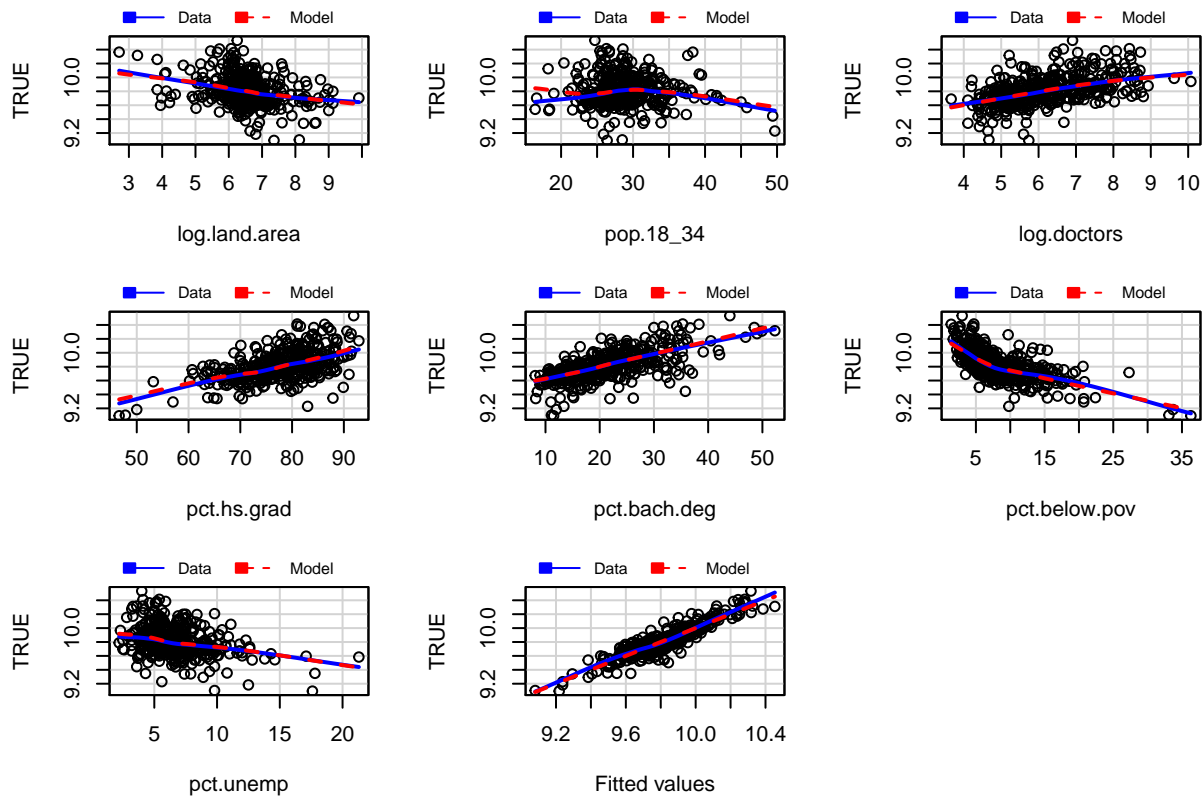 Data Model
TRUE
10.0
9.2
3 4 5 6 7 8 9
log.land.area
Data Model
TRUE
10.0
9.2
20 30 40 50
pop.18_34
Data Model
TRUE
10.0
9.2
4 5 6 7 8 9 10
log.doctors
Data Model
TRUE
10.0
9.2
50 60 70 80 90
pct.hs.grad
Data Model
TRUE
10.0
9.2
10 20 30 40 50
pct.bach.deg
Data Model
TRUE
10.0
9.2
5 15 25 35
pct.below.pov
Data Model
TRUE
10.0
9.2
5 10 15 20
pct.unemp
Data Model
TRUE
10.0
9.2
9.2 9.6 10.0 10.4
Fitted values